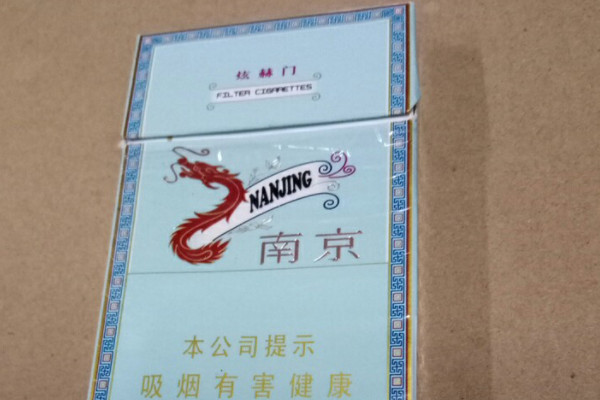 炫赫门
FILTER CIGARETTES
NANJING
南京
本公司提示
吸烟有害健康